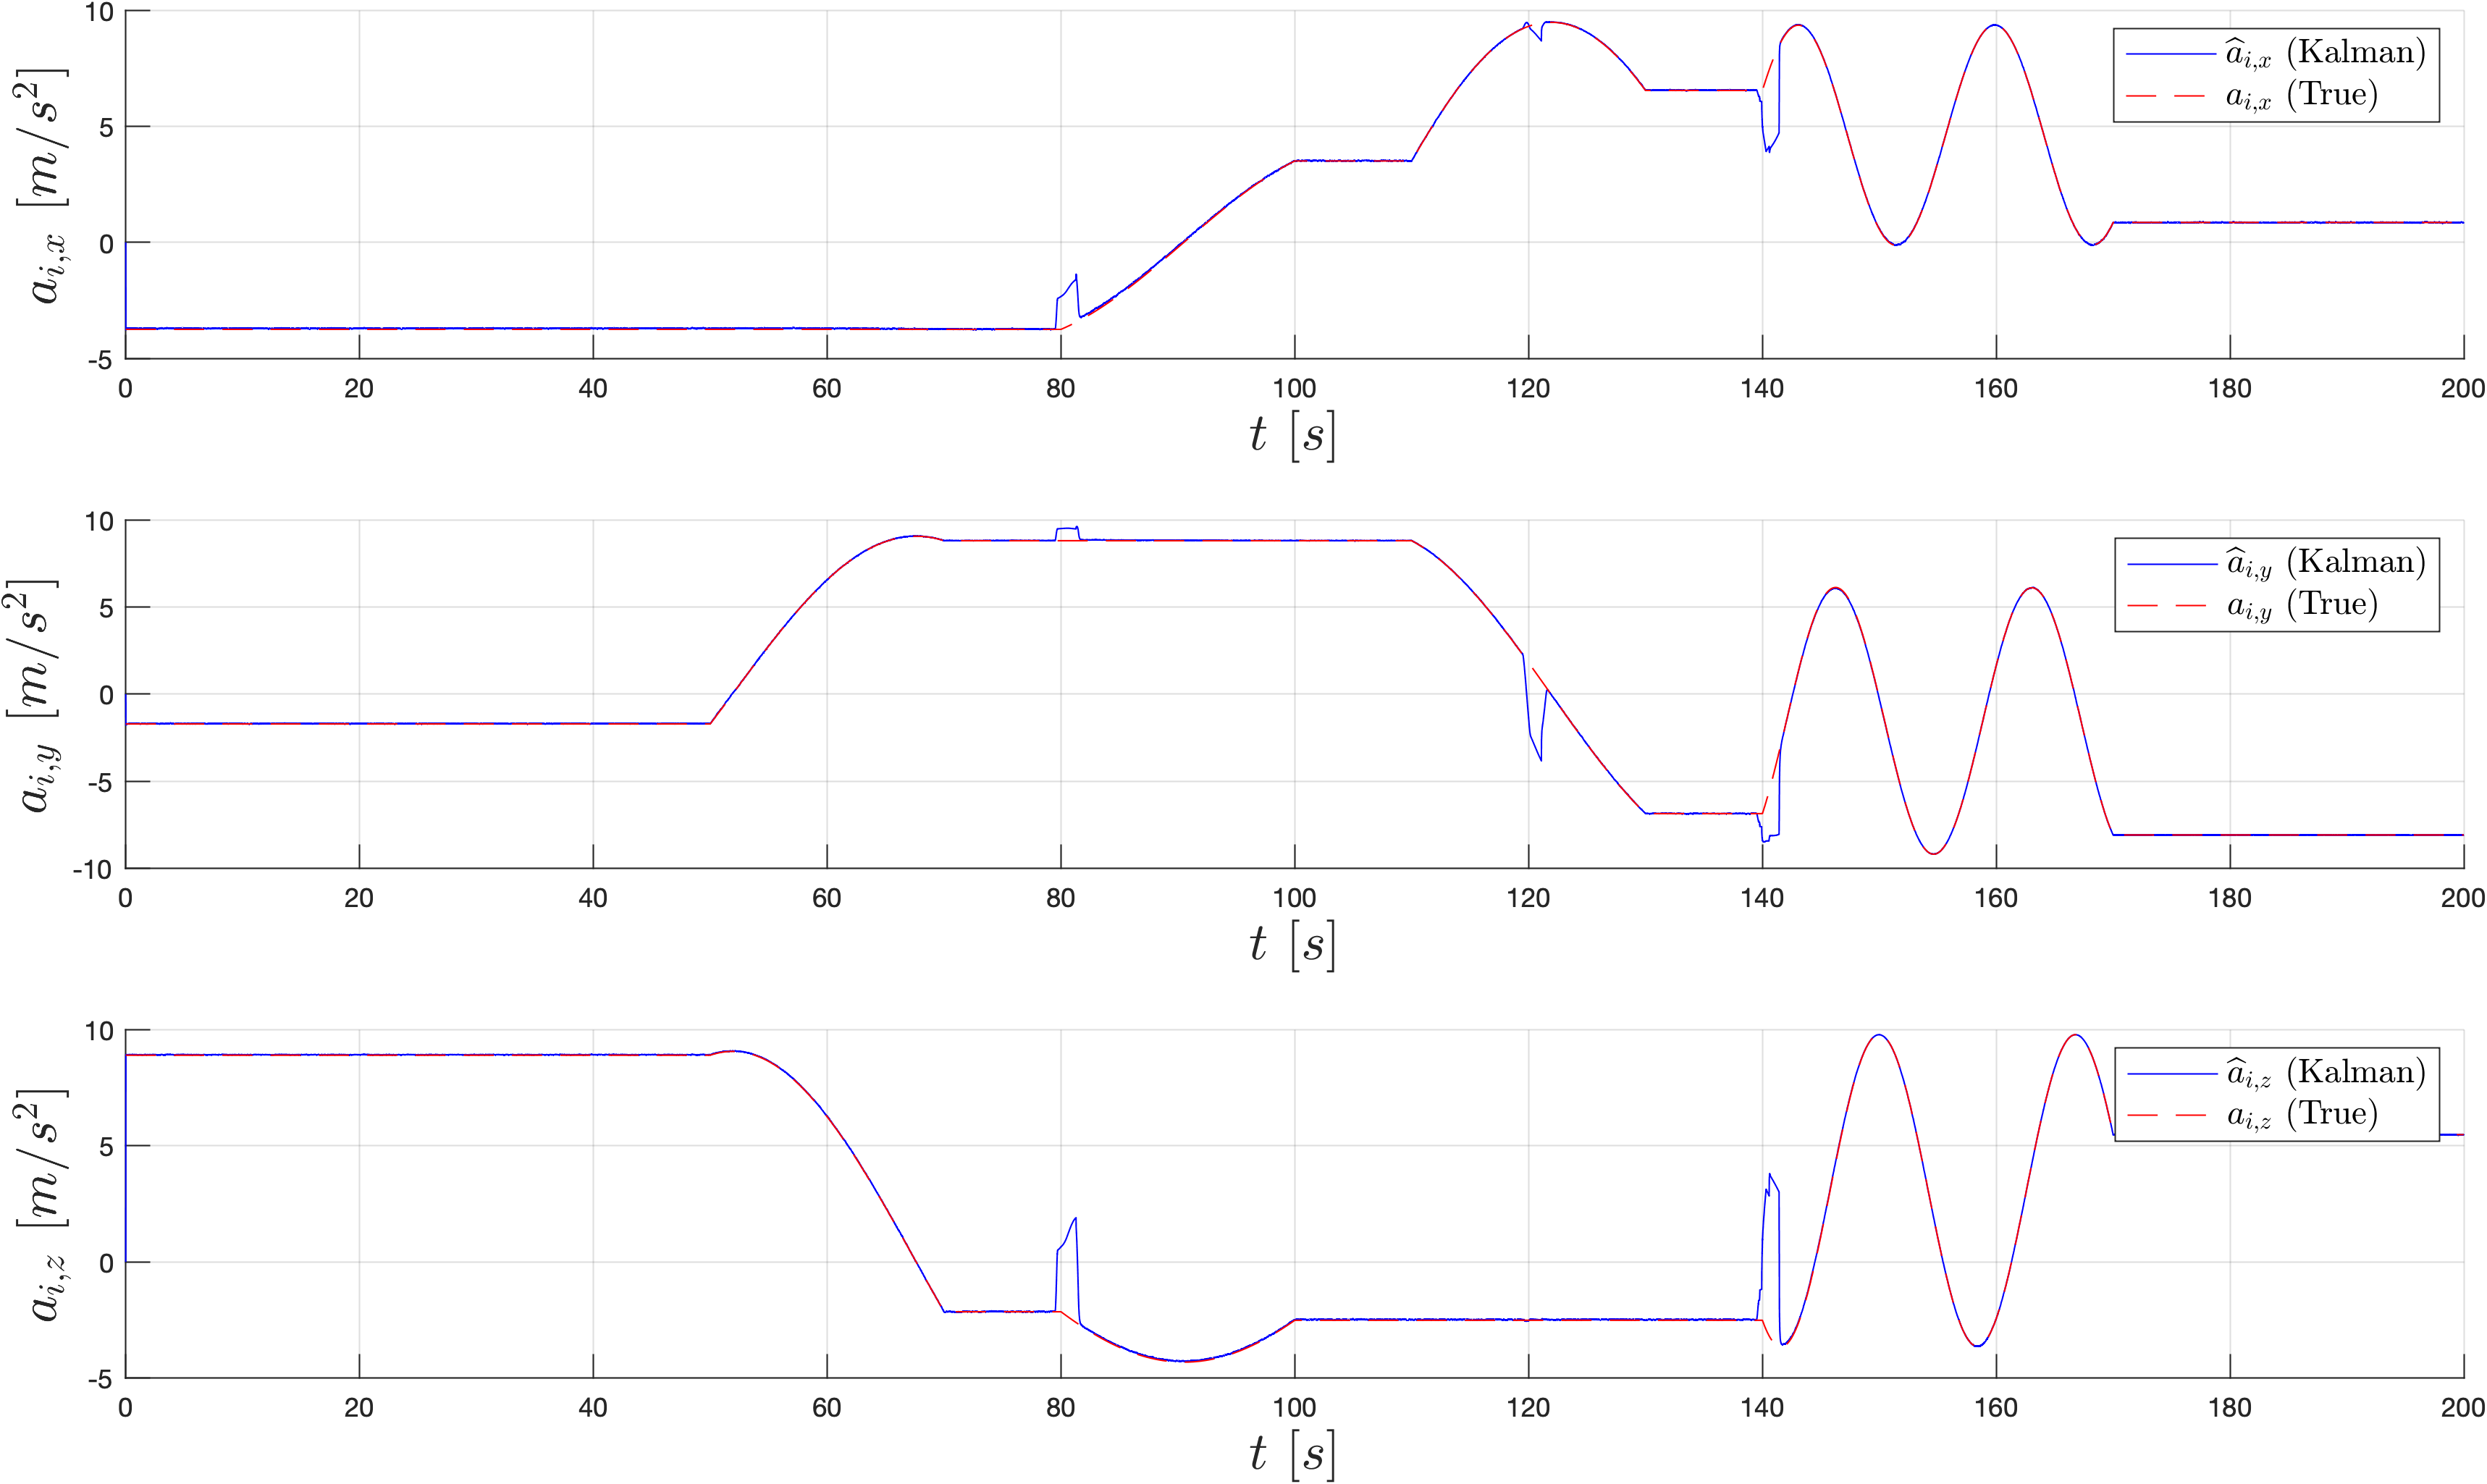 10
5
0
-5
a_{i,x} [m/s^2]
0 20 40 60 80 100 120 140 160 180 200
t [s]
\widehat{a}_{i,x} (Kalman)
a_{i,x} (True)
10
5
0
-5
-10
a_{i,y} [m/s^2]
0 20 40 60 80 100 120 140 160 180 200
t [s]
\widehat{a}_{i,y} (Kalman)
a_{i,y} (True)
10
5
0
-5
a_{i,z} [m/s^2]
0 20 40 60 80 100 120 140 160 180 200
t [s]
\widehat{a}_{i,z} (Kalman)
a_{i,z} (True)